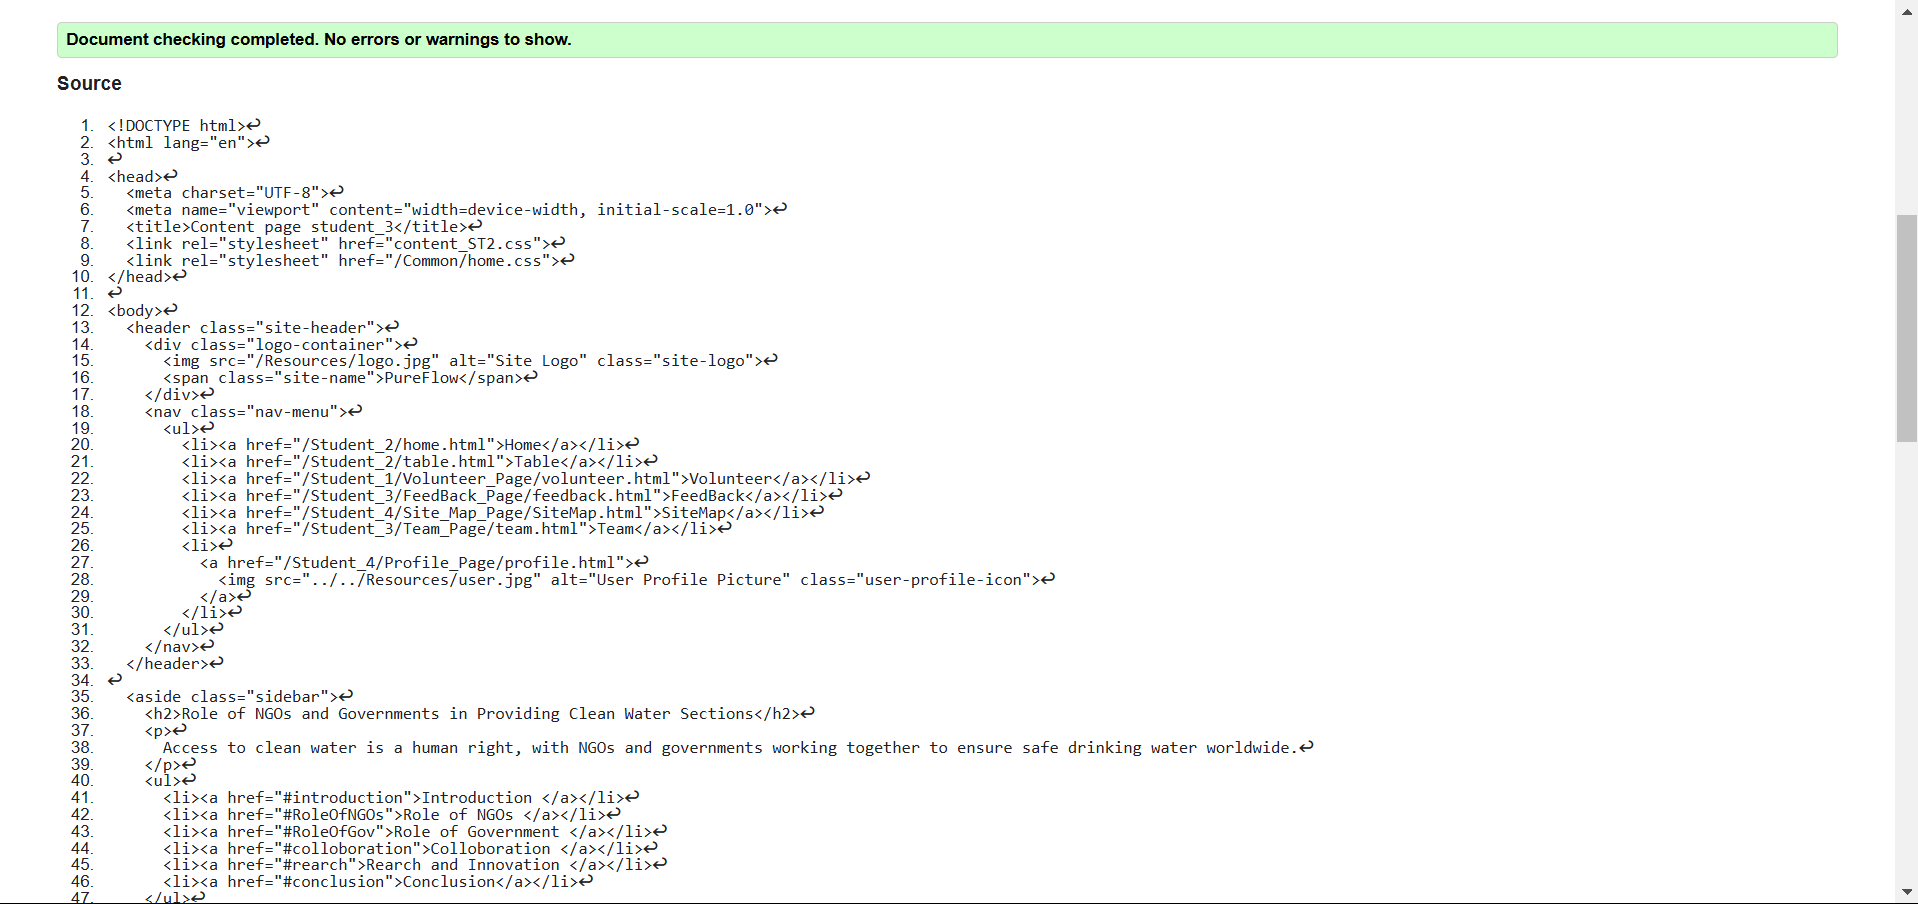 Document checking completed. No errors or warnings to show.
Source
1. <!DOCTYPE html>↩
2. <html lang="en">↩
3. ↩
4. <head>↩
5.   <meta charset="UTF-8">↩
6.   <meta name="viewport" content="width=device-width, initial-scale=1.0">↩
7.   <title>Content page student_3</title>↩
8.   <link rel="stylesheet" href="content_ST2.css">↩
9.   <link rel="stylesheet" href="/Common/home.css">↩
10. </head>↩
11. ↩
12. <body>↩
13.   <header class="site-header">↩
14.     <div class="logo-container">↩
15.       <img src="/Resources/logo.jpg" alt="Site Logo" class="site-logo">↩
16.       <span class="site-name">PureFlow</span>↩
17.     </div>↩
18.     <nav class="nav-menu">↩
19.       <ul>↩
20.         <li><a href="/Student_2/home.html">Home</a></li>↩
21.         <li><a href="/Student_2/table.html">Table</a></li>↩
22.         <li><a href="/Student_1/Volunteer_Page/volunteer.html">Volunteer</a></li>↩
23.         <li><a href="/Student_3/FeedBack_Page/feedback.html">FeedBack</a></li>↩
24.         <li><a href="/Student_4/Site_Map_Page/SiteMap.html">SiteMap</a></li>↩
25.         <li><a href="/Student_3/Team_Page/team.html">Team</a></li>↩
26.         <li>↩
27.           <a href="/Student_4/Profile_Page/profile.html">↩
28.             <img src="../../Resources/user.jpg" alt="User Profile Picture" class="user-profile-icon">↩
29.           </a>↩
30.         </li>↩
31.       </ul>↩
32.     </nav>↩
33.   </header>↩
34. ↩
35.   <aside class="sidebar">↩
36.     <h2>Role of NGOs and Governments in Providing Clean Water Sections</h2>↩
37.     <p>↩
38.       Access to clean water is a human right, with NGOs and governments working together to ensure safe drinking water worldwide.↩
39.     </p>↩
40.     <ul>↩
41.       <li><a href="#introduction">Introduction </a></li>↩
42.       <li><a href="#RoleOfNGOs">Role of NGOs </a></li>↩
43.       <li><a href="#RoleOfGov">Role of Government </a></li>↩
44.       <li><a href="#colloboration">Colloboration </a></li>↩
45.       <li><a href="#rearch">Rearch and Innovation </a></li>↩
46.       <li><a href="#conclusion">Conclusion</a></li>↩
47.     </ul>↩